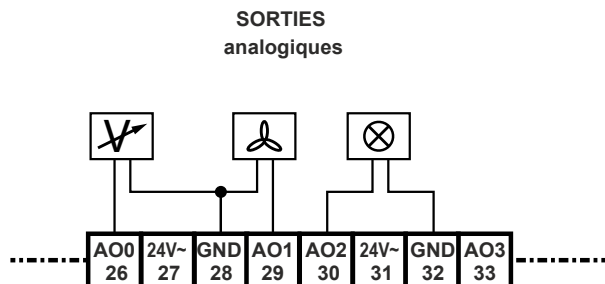 SORTIES
analogiques
V
AO0 24V~ GND AO1 AO2 24V~ GND AO3
26 27 28 29 30 31 32 33